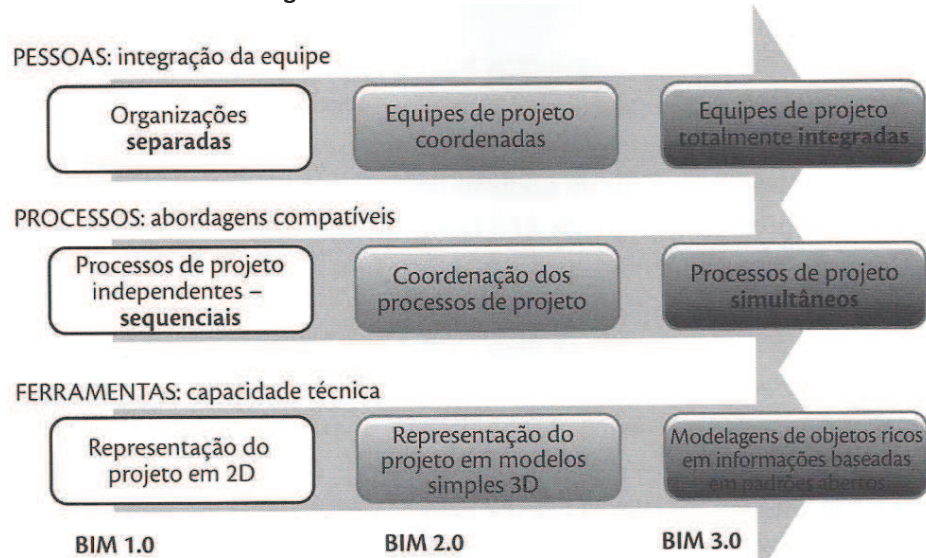 PESSOAS: integração da equipe
Organizações
separadas
Equipes de projeto
coordenadas
Equipes de projeto
totalmente integradas
PROCESSOS: abordagens compatíveis
Processos de projeto
independentes –
sequenciais
Coordenação dos
processos de projeto
Processos de projeto
simultâneos
FERRAMENTAS: capacidade técnica
Representação do
projeto em 2D
Representação do
projeto em modelos
simples 3D
Modelagens de objetos ricos
em informações baseadas
em padrões abertos
BIM 1.0
BIM 2.0
BIM 3.0